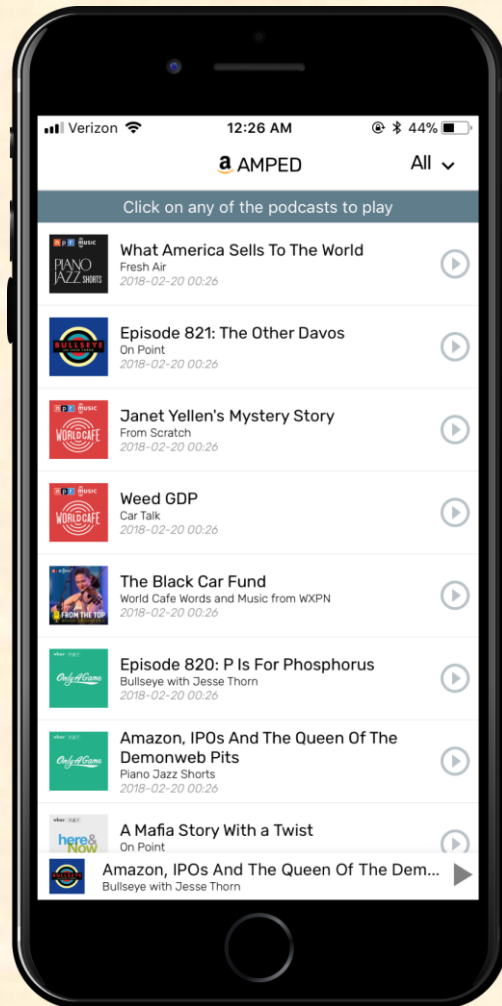 Verizon 12:26 AM 44%
a AMPED All
Click on any of the podcasts to play
npr music
PIANO
JAZZ SHORTS
What America Sells To The World
Fresh Air
2018-02-20 00:26
BULLSEYE
Episode 821: The Other Davos
On Point
2018-02-20 00:26
npr music
WORLD CAFE
Janet Yellen's Mystery Story
From Scratch
2018-02-20 00:26
npr music
WORLD CAFE
Weed GDP
Car Talk
2018-02-20 00:26
FROM THE TOP
The Black Car Fund
World Cafe Words and Music from WXPN
2018-02-20 00:26
wbur npr
Only A Game
Episode 820: P Is For Phosphorus
Bullseye with Jesse Thorn
2018-02-20 00:26
wbur npr
Only A Game
Amazon, IPOs And The Queen Of The
Demonweb Pits
Piano Jazz Shorts
2018-02-20 00:26
wbur npr
here&
Now
A Mafia Story With a Twist
On Point
BULLSEYE
Amazon, IPOs And The Queen Of The Dem...
Bullseye with Jesse Thorn